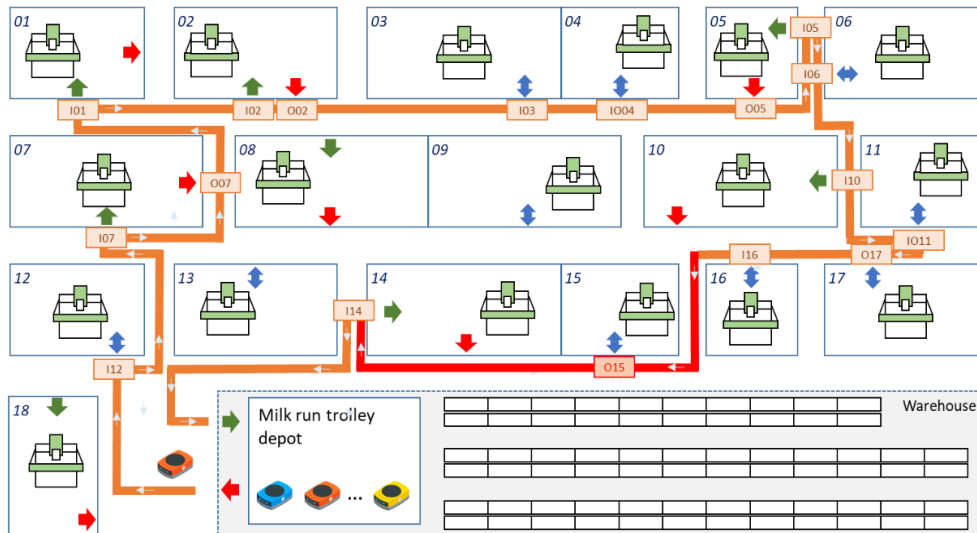 01
02
03
04
05
I05
06
I06
I01
I02
O02
I03
IO04
O05
07
08
09
10
11
O07
I10
I07
IO11
I16
O17
12
13
14
15
16
17
I14
I12
O15
18
Milk run trolley
depot
...
Warehouse